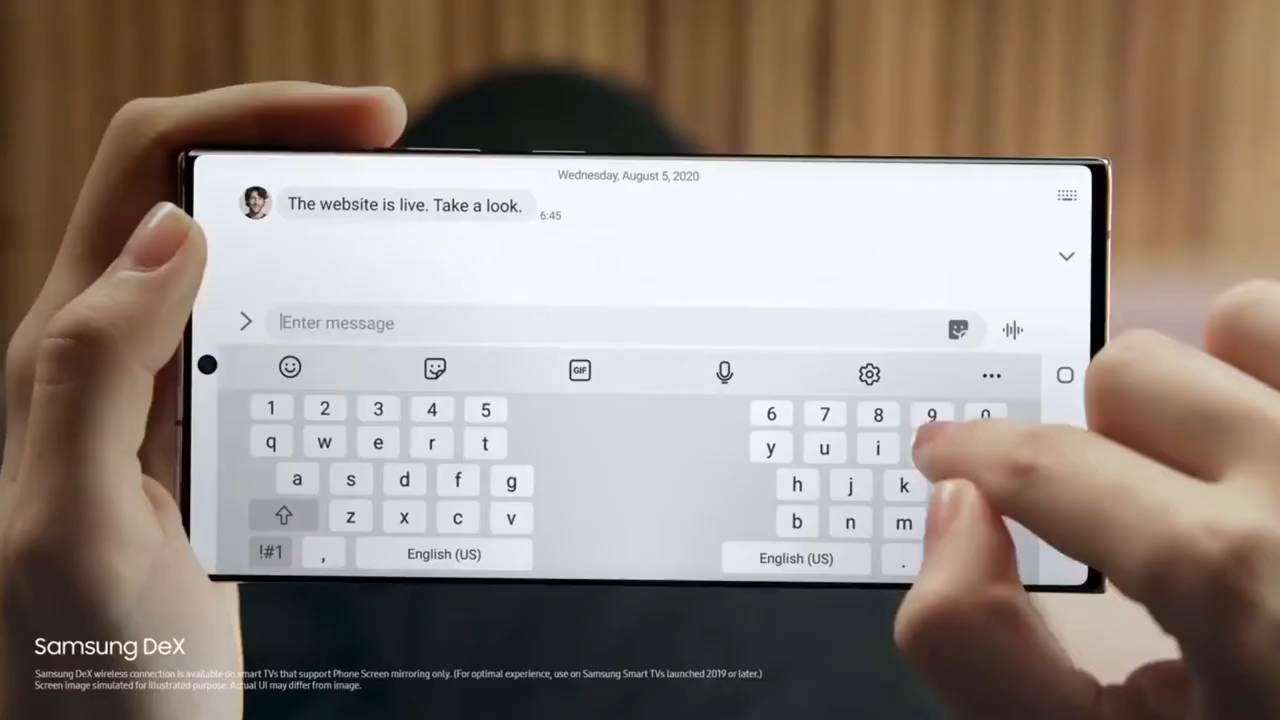 Wednesday, August 5, 2020
The website is live. Take a look.
6:45
Enter message
GIF
1 2 3 4 5 6 7 8 9 0
q w e r t y u i
a s d f g h j k
z x c v b n m
!#1 , English (US) English (US) .
Samsung DeX
Samsung DeX wireless connection is available on smart TVs that support Phone Screen mirroring only. (For optimal experience, use on Samsung Smart TVs launched 2019 or later.)
Screen image simulated for illustrated purpose. Actual UI may differ from image.